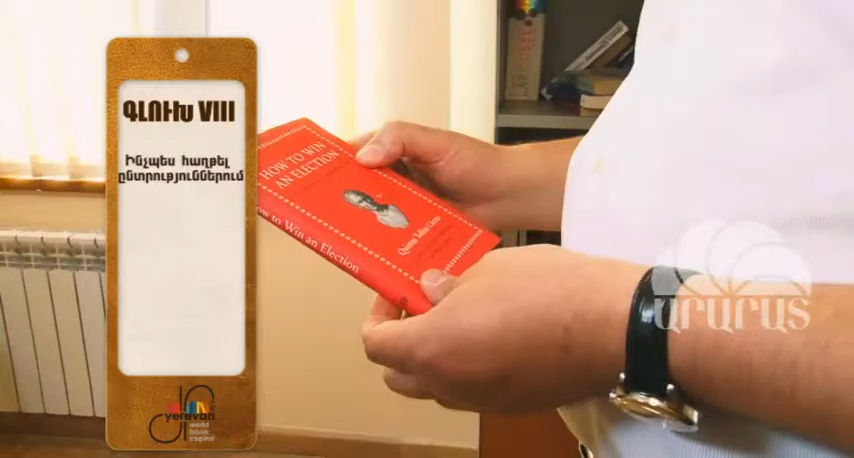 ԳԼՈՒԽ VIII
Ինչպես հաղթել
ընտրություններում
yerevan
world
book
capital
HOW TO WIN
AN ELECTION
Quintus Tullius Cicero
How to Win an Election
ԱՐԱՐԱՏ